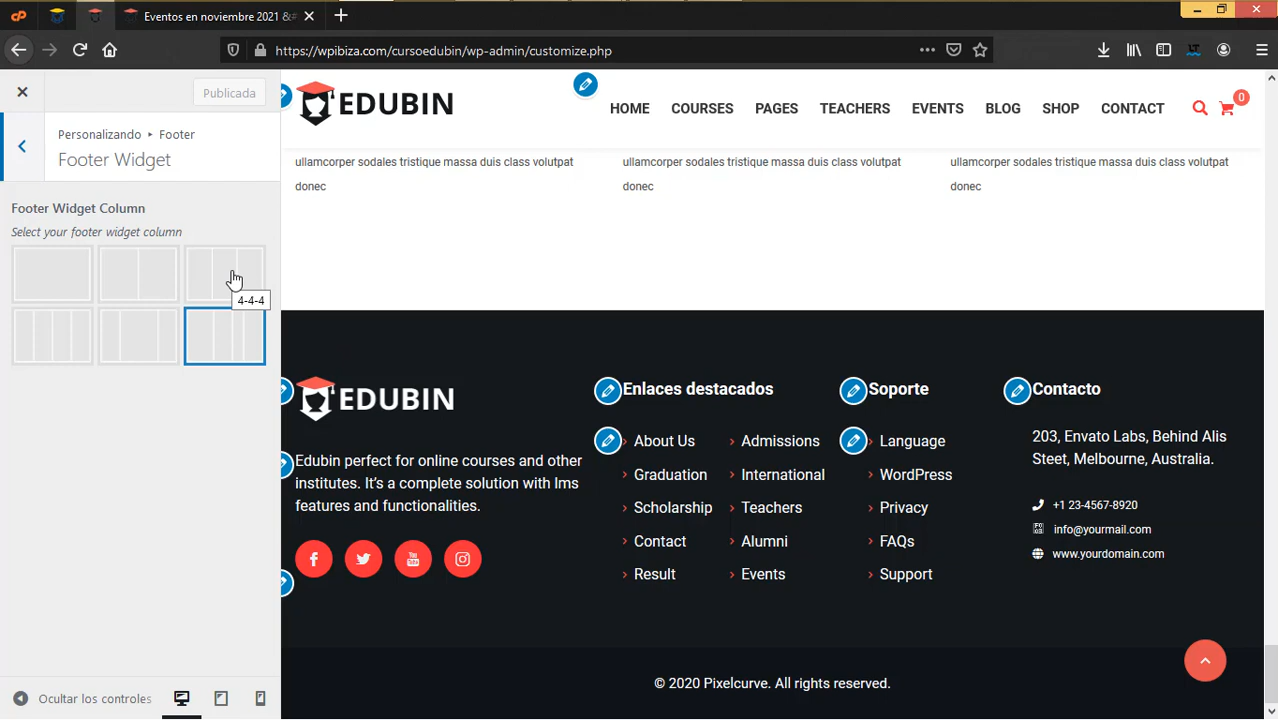 Eventos en noviembre 2021 &#
https://wpibiza.com/cursoedubin/wp-admin/customize.php
Publicada
Personalizando ▸ Footer
Footer Widget
Footer Widget Column
Select your footer widget column
4-4-4
Ocultar los controles
EDUBIN
HOME COURSES PAGES TEACHERS EVENTS BLOG SHOP CONTACT
0
ullamcorper sodales tristique massa duis class volutpat
donec
ullamcorper sodales tristique massa duis class volutpat
donec
ullamcorper sodales tristique massa duis class volutpat
donec
EDUBIN
Edubin perfect for online courses and other
institutes. It's a complete solution with lms
features and functionalities.
Enlaces destacados
About Us
Graduation
Scholarship
Contact
Result
Admissions
International
Teachers
Alumni
Events
Soporte
Language
WordPress
Privacy
FAQs
Support
Contacto
203, Envato Labs, Behind Alis
Steet, Melbourne, Australia.
+1 23-4567-8920
info@yourmail.com
www.yourdomain.com
© 2020 Pixelcurve. All rights reserved.